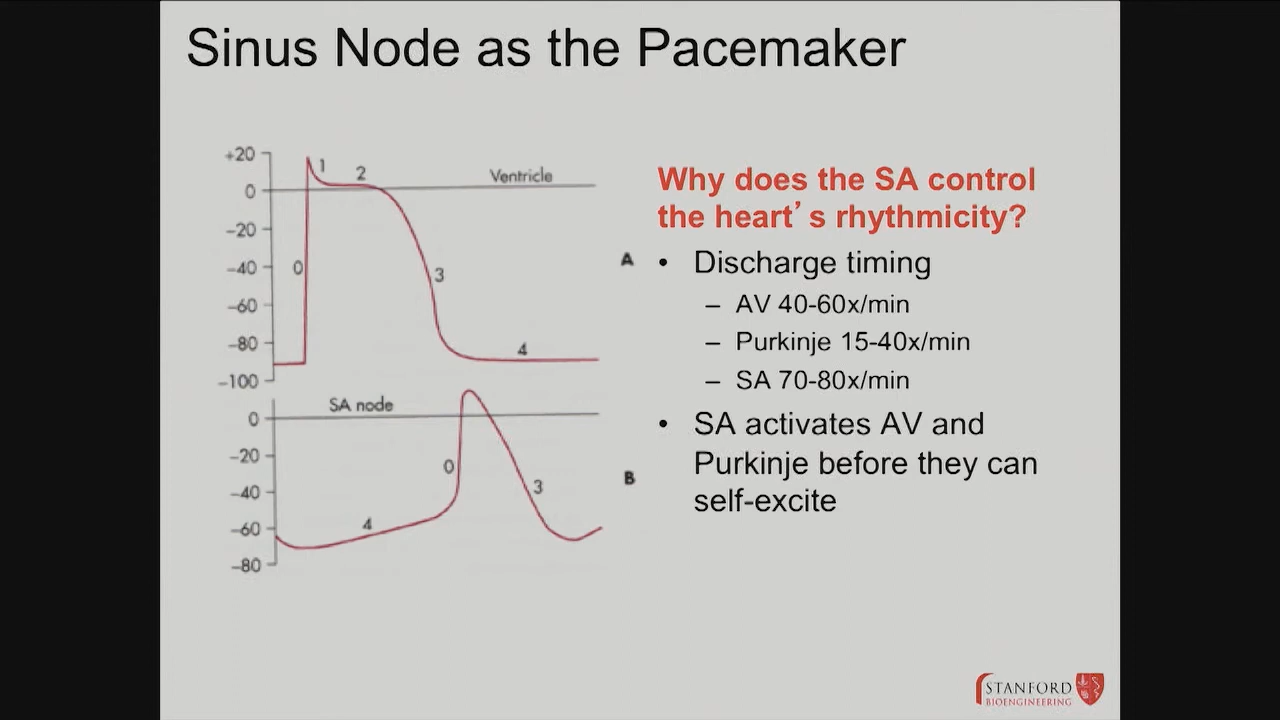 Sinus Node as the Pacemaker
+20
0
−20
−40
−60
−80
−100
0
1
2
3
4
Ventricle
A
SA node
0
−20
−40
−60
−80
4
0
3
B
Why does the SA control
the heart’s rhythmicity?
• Discharge timing
– AV 40-60x/min
– Purkinje 15-40x/min
– SA 70-80x/min
• SA activates AV and
Purkinje before they can
self-excite
STANFORD
BIOENGINEERING